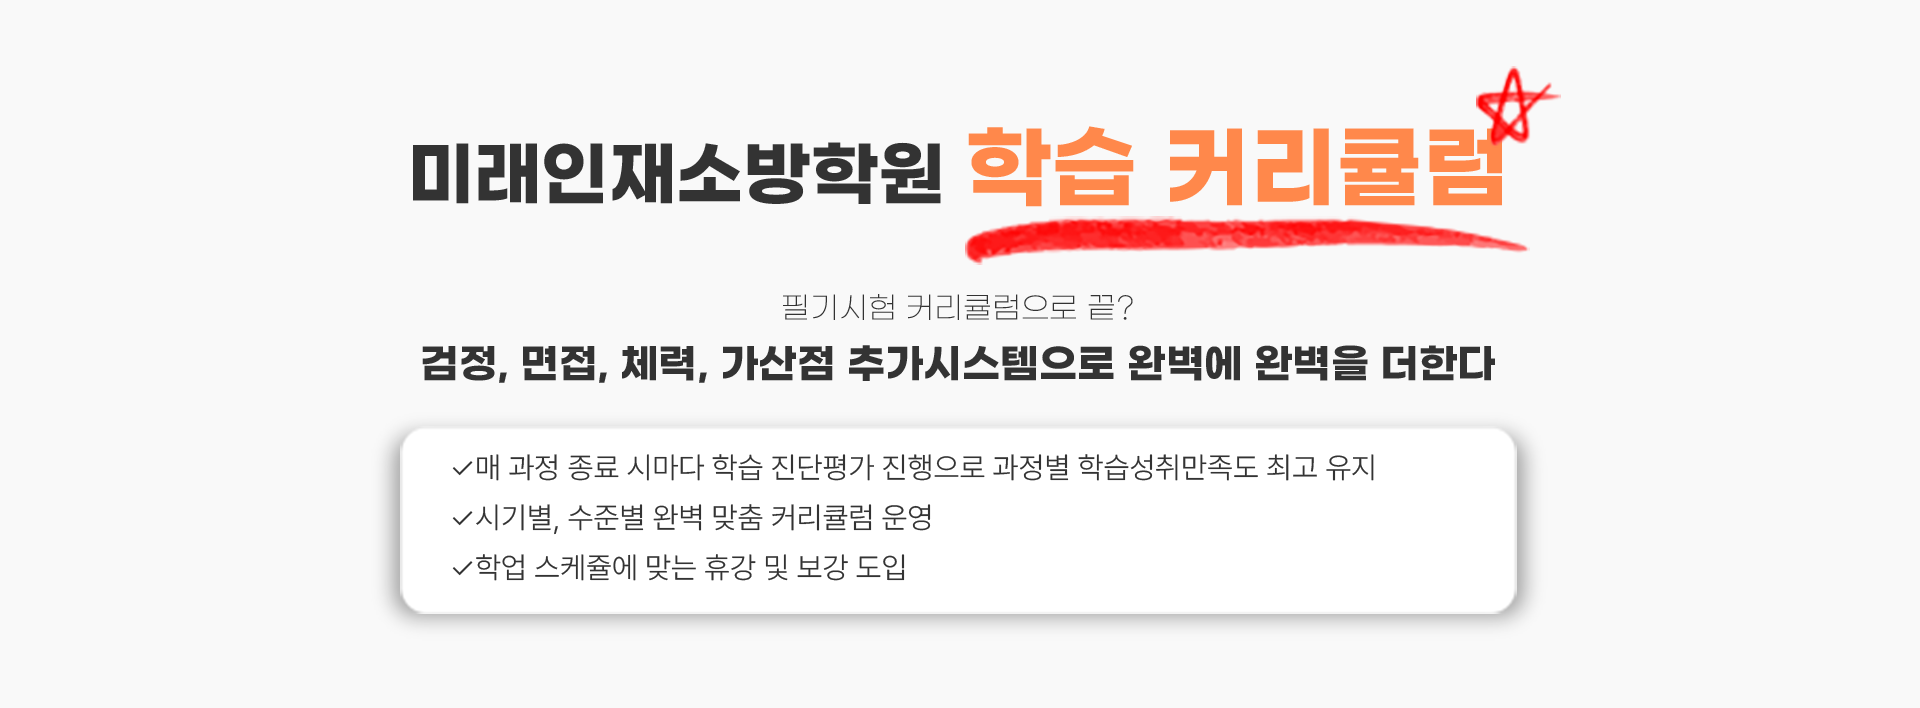 미래인재소방학원 학습 커리큘럼
필기시험 커리큘럼으로 끝?
검정, 면접, 체력, 가산점 추가시스템으로 완벽에 완벽을 더한다
✓매 과정 종료 시마다 학습 진단평가 진행으로 과정별 학습성취만족도 최고 유지
✓시기별, 수준별 완벽 맞춤 커리큘럼 운영
✓학업 스케쥴에 맞는 휴강 및 보강 도입